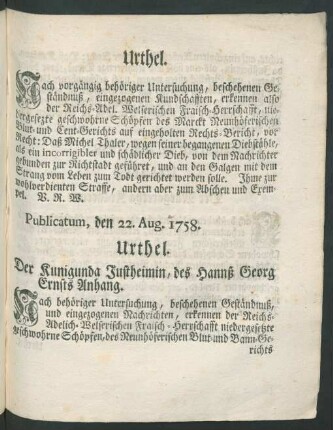 Urthel.
Nach vorgängig behöriger Untersuchung, beschehenen Ge-
ständnuß, eingezogenen Kundschafften, erkennen also
der Reichs-Adel. Welserischen Fraisch-Herrschafft, nie-
dergesetzte geschwohrne Schöpfen des Marckt Neunhöferischen
Blut- und Cent-Gerichts auf eingeholten Rechts-Bericht, vor
Recht: Daß Michel Thaler, wegen seiner begangenen Diebstähle,
als ein incorrigibler und schädlicher Dieb, von dem Nachrichter
gebunden zur Richtstadt geführet, und an den Galgen mit dem
Strang vom Leben zum Todt gerichtet werden solle. Ihme zur
wohlverdienten Straffe, andern aber zum Abscheu und Exem-
pel. V. R. W.
Publicatum, den 22. Aug. 1758.
Urthel.
Der Kunigunda Justheimin, des Hannß Georg
Ernsts Anhang.
Nach behöriger Untersuchung, beschehenen Geständnuß,
und eingezogenen Nachrichten, erkennen der Reichs-
Adelich-Welserischen Fraisch-Herrschafft niedergesetzte
geschwohrne Schöpfen, des Neunhöferischen Blut- und Bann-Ge-
richts